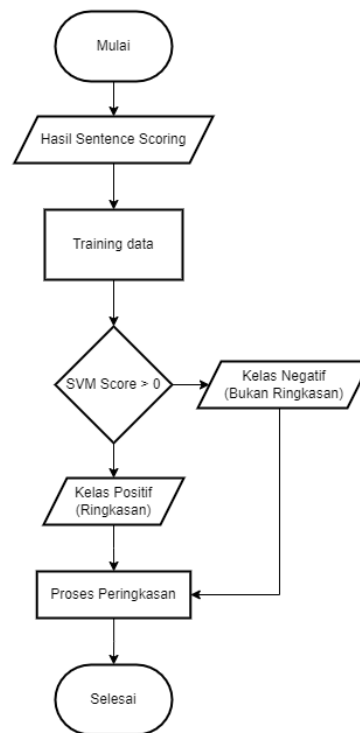 Mulai
Hasil Sentence Scoring
Training data
SVM Score > 0
Kelas Negatif
(Bukan Ringkasan)
Kelas Positif
(Ringkasan)
Proses Peringkasan
Selesai